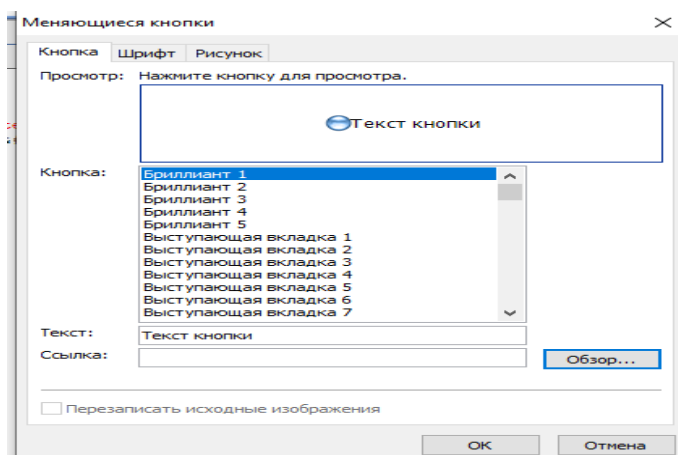 Меняющиеся кнопки
Кнопка Шрифт Рисунок
Просмотр: Нажмите кнопку для просмотра.
Текст кнопки
Кнопка:
Бриллиант 1
Бриллиант 2
Бриллиант 3
Бриллиант 4
Бриллиант 5
Выступающая вкладка 1
Выступающая вкладка 2
Выступающая вкладка 3
Выступающая вкладка 4
Выступающая вкладка 5
Выступающая вкладка 6
Выступающая вкладка 7
Текст: Текст кнопки
Ссылка: Обзор...
Перезаписать исходные изображения
ОК Отмена